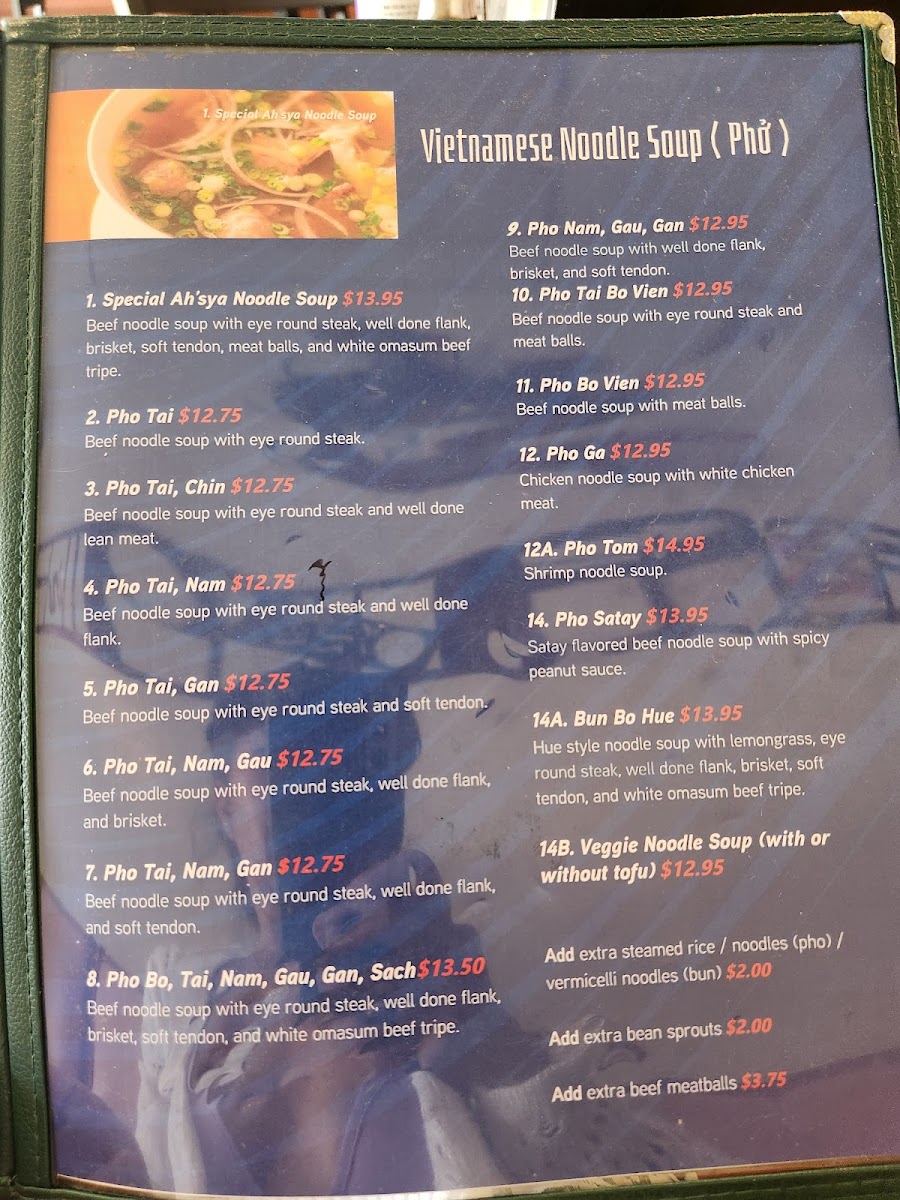 1. Special Ah'sya Noodle Soup
Vietnamese Noodle Soup ( Phở )
1. Special Ah'sya Noodle Soup $13.95
Beef noodle soup with eye round steak, well done flank,
brisket, soft tendon, meat balls, and white omasum beef
tripe.
2. Pho Tai $12.75
Beef noodle soup with eye round steak.
3. Pho Tai, Chin $12.75
Beef noodle soup with eye round steak and well done
lean meat.
4. Pho Tai, Nam $12.75
Beef noodle soup with eye round steak and well done
flank.
5. Pho Tai, Gan $12.75
Beef noodle soup with eye round steak and soft tendon.
6. Pho Tai, Nam, Gau $12.75
Beef noodle soup with eye round steak, well done flank,
and brisket.
7. Pho Tai, Nam, Gan $12.75
Beef noodle soup with eye round steak, well done flank,
and soft tendon.
8. Pho Bo, Tai, Nam, Gau, Gan, Sach $13.50
Beef noodle soup with eye round steak, well done flank,
brisket, soft tendon, and white omasum beef tripe.
9. Pho Nam, Gau, Gan $12.95
Beef noodle soup with well done flank,
brisket, and soft tendon.
10. Pho Tai Bo Vien $12.95
Beef noodle soup with eye round steak and
meat balls.
11. Pho Bo Vien $12.95
Beef noodle soup with meat balls.
12. Pho Ga $12.95
Chicken noodle soup with white chicken
meat.
12A. Pho Tom $14.95
Shrimp noodle soup.
14. Pho Satay $13.95
Satay flavored beef noodle soup with spicy
peanut sauce.
14A. Bun Bo Hue $13.95
Hue style noodle soup with lemongrass, eye
round steak, well done flank, brisket, soft
tendon, and white omasum beef tripe.
14B. Veggie Noodle Soup (with or
without tofu) $12.95
Add extra steamed rice / noodles (pho) /
vermicelli noodles (bun) $2.00
Add extra bean sprouts $2.00
Add extra beef meatballs $3.75